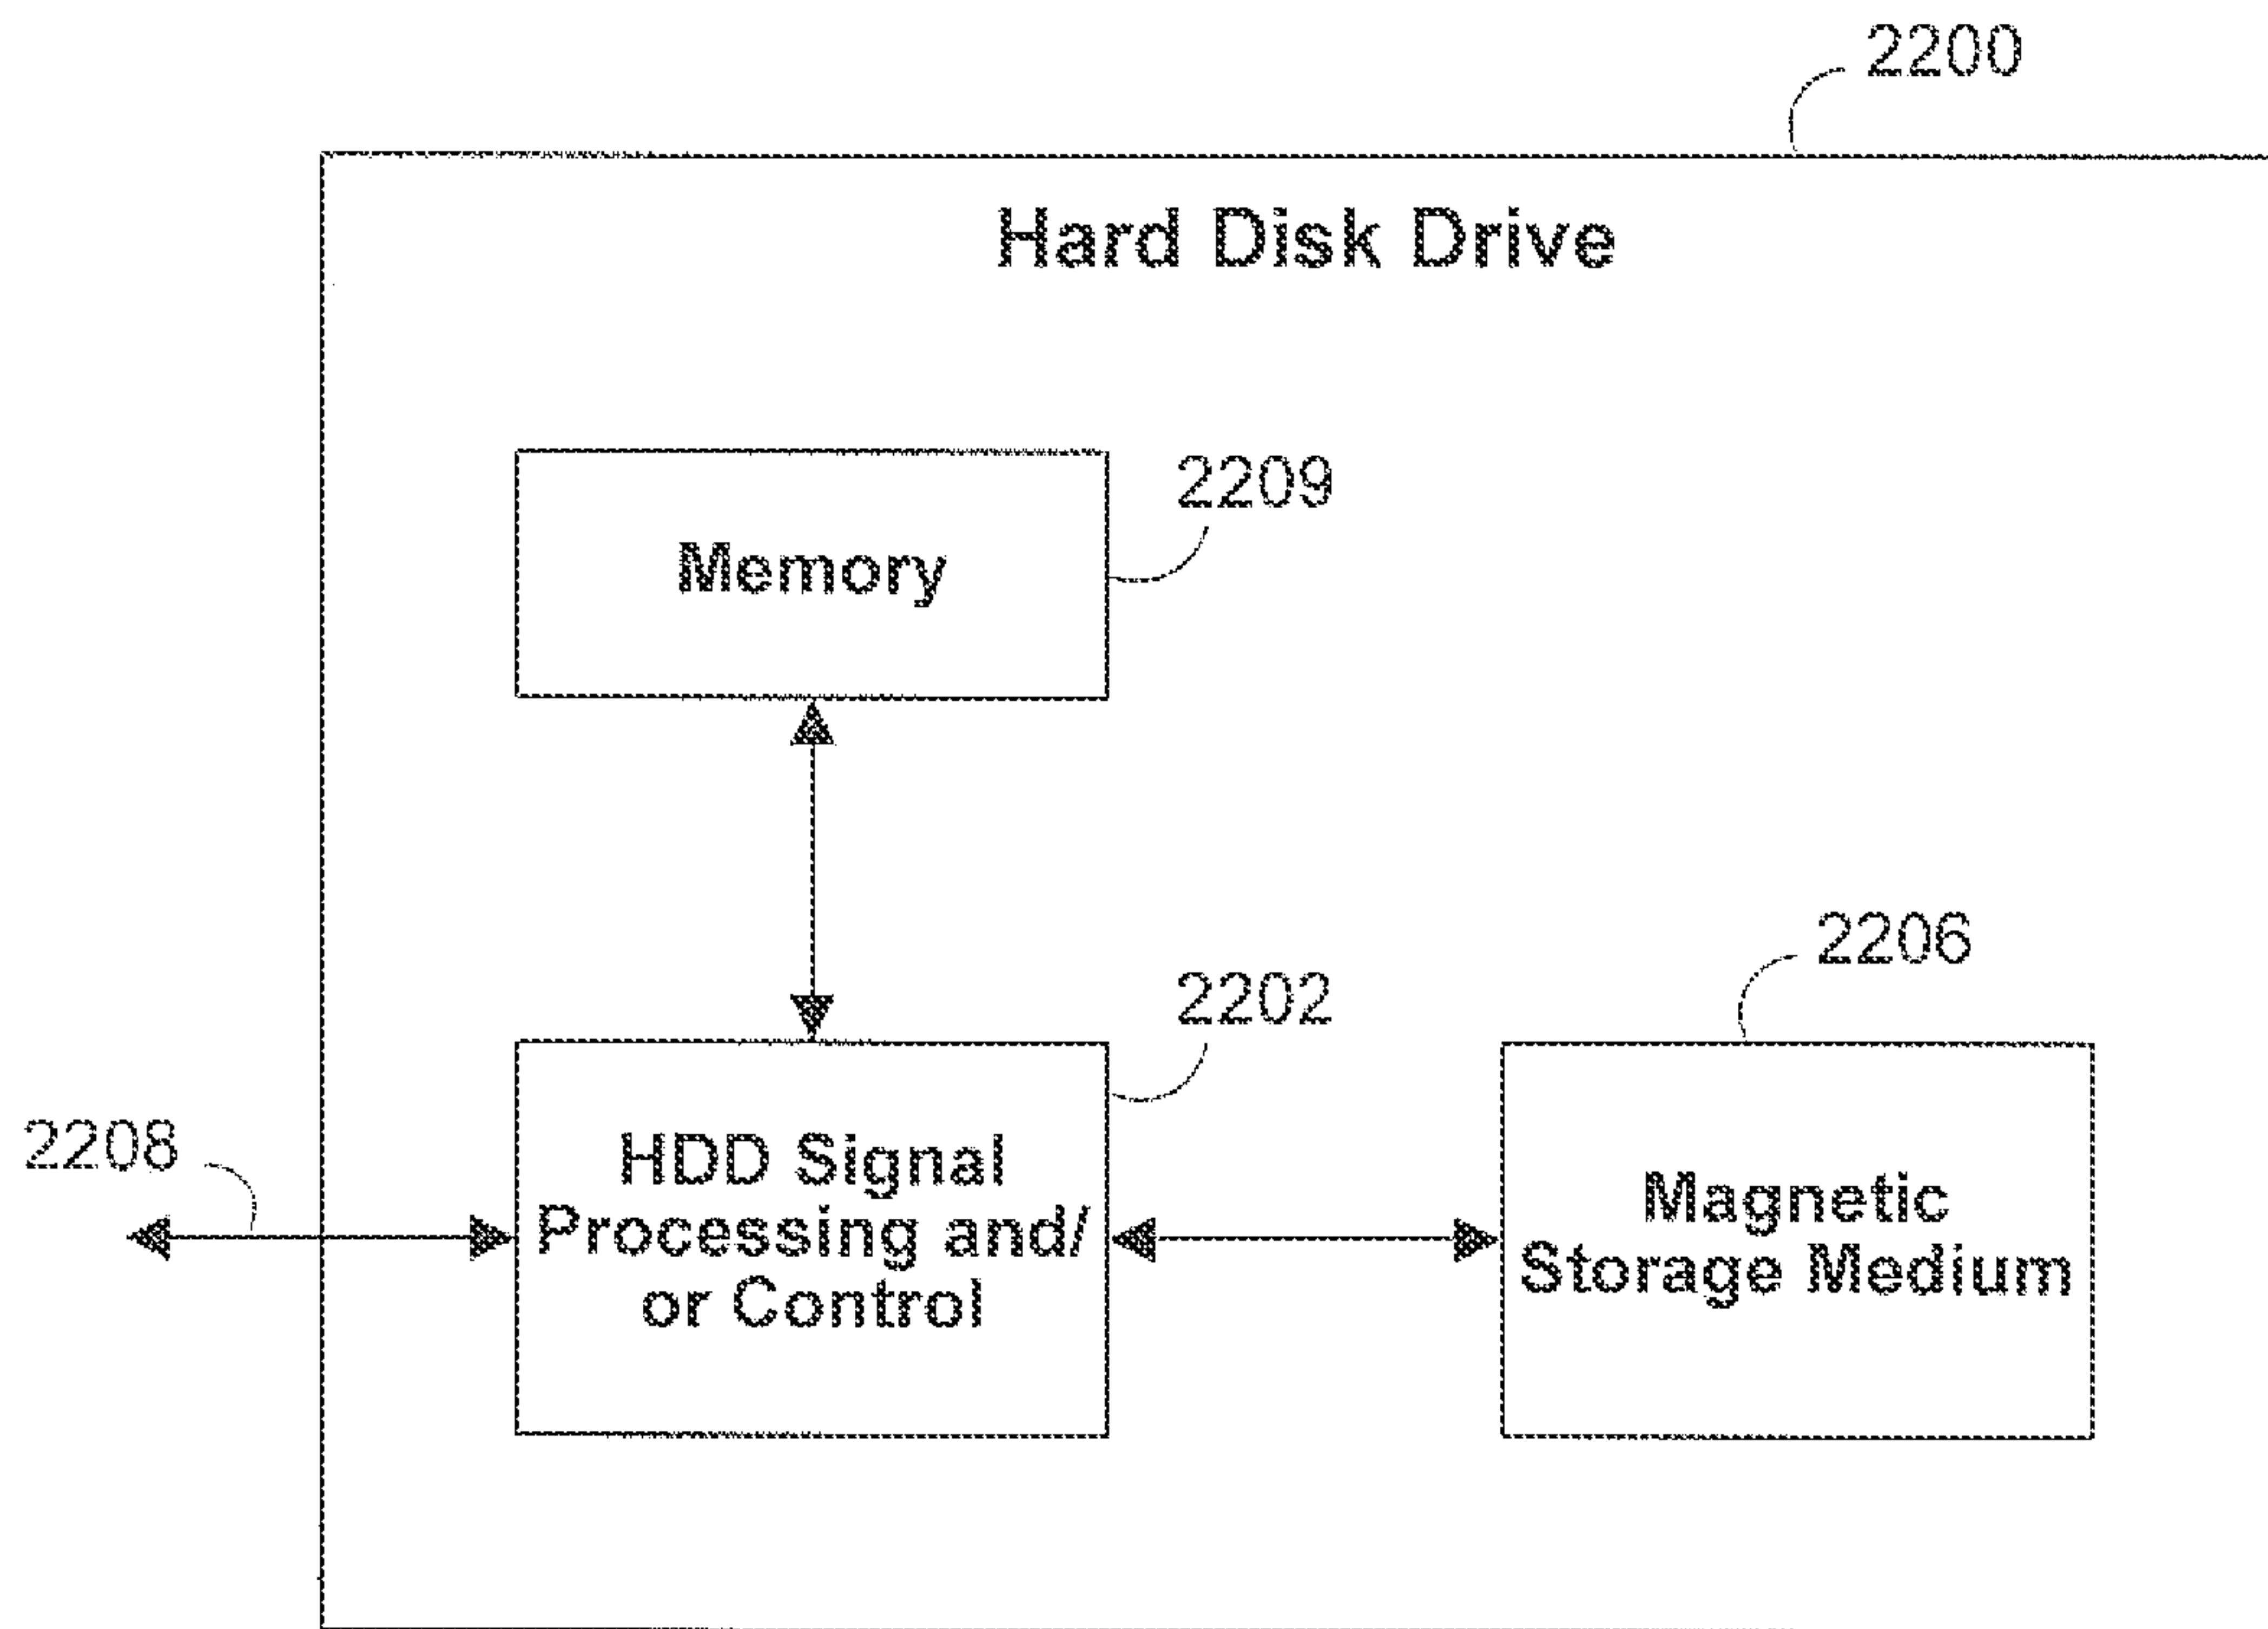 2200
Hard Disk Drive
2209
Memory
2206
2202
2208
HDD Signal
Processing and/
or Control
Magnetic
Storage Medium